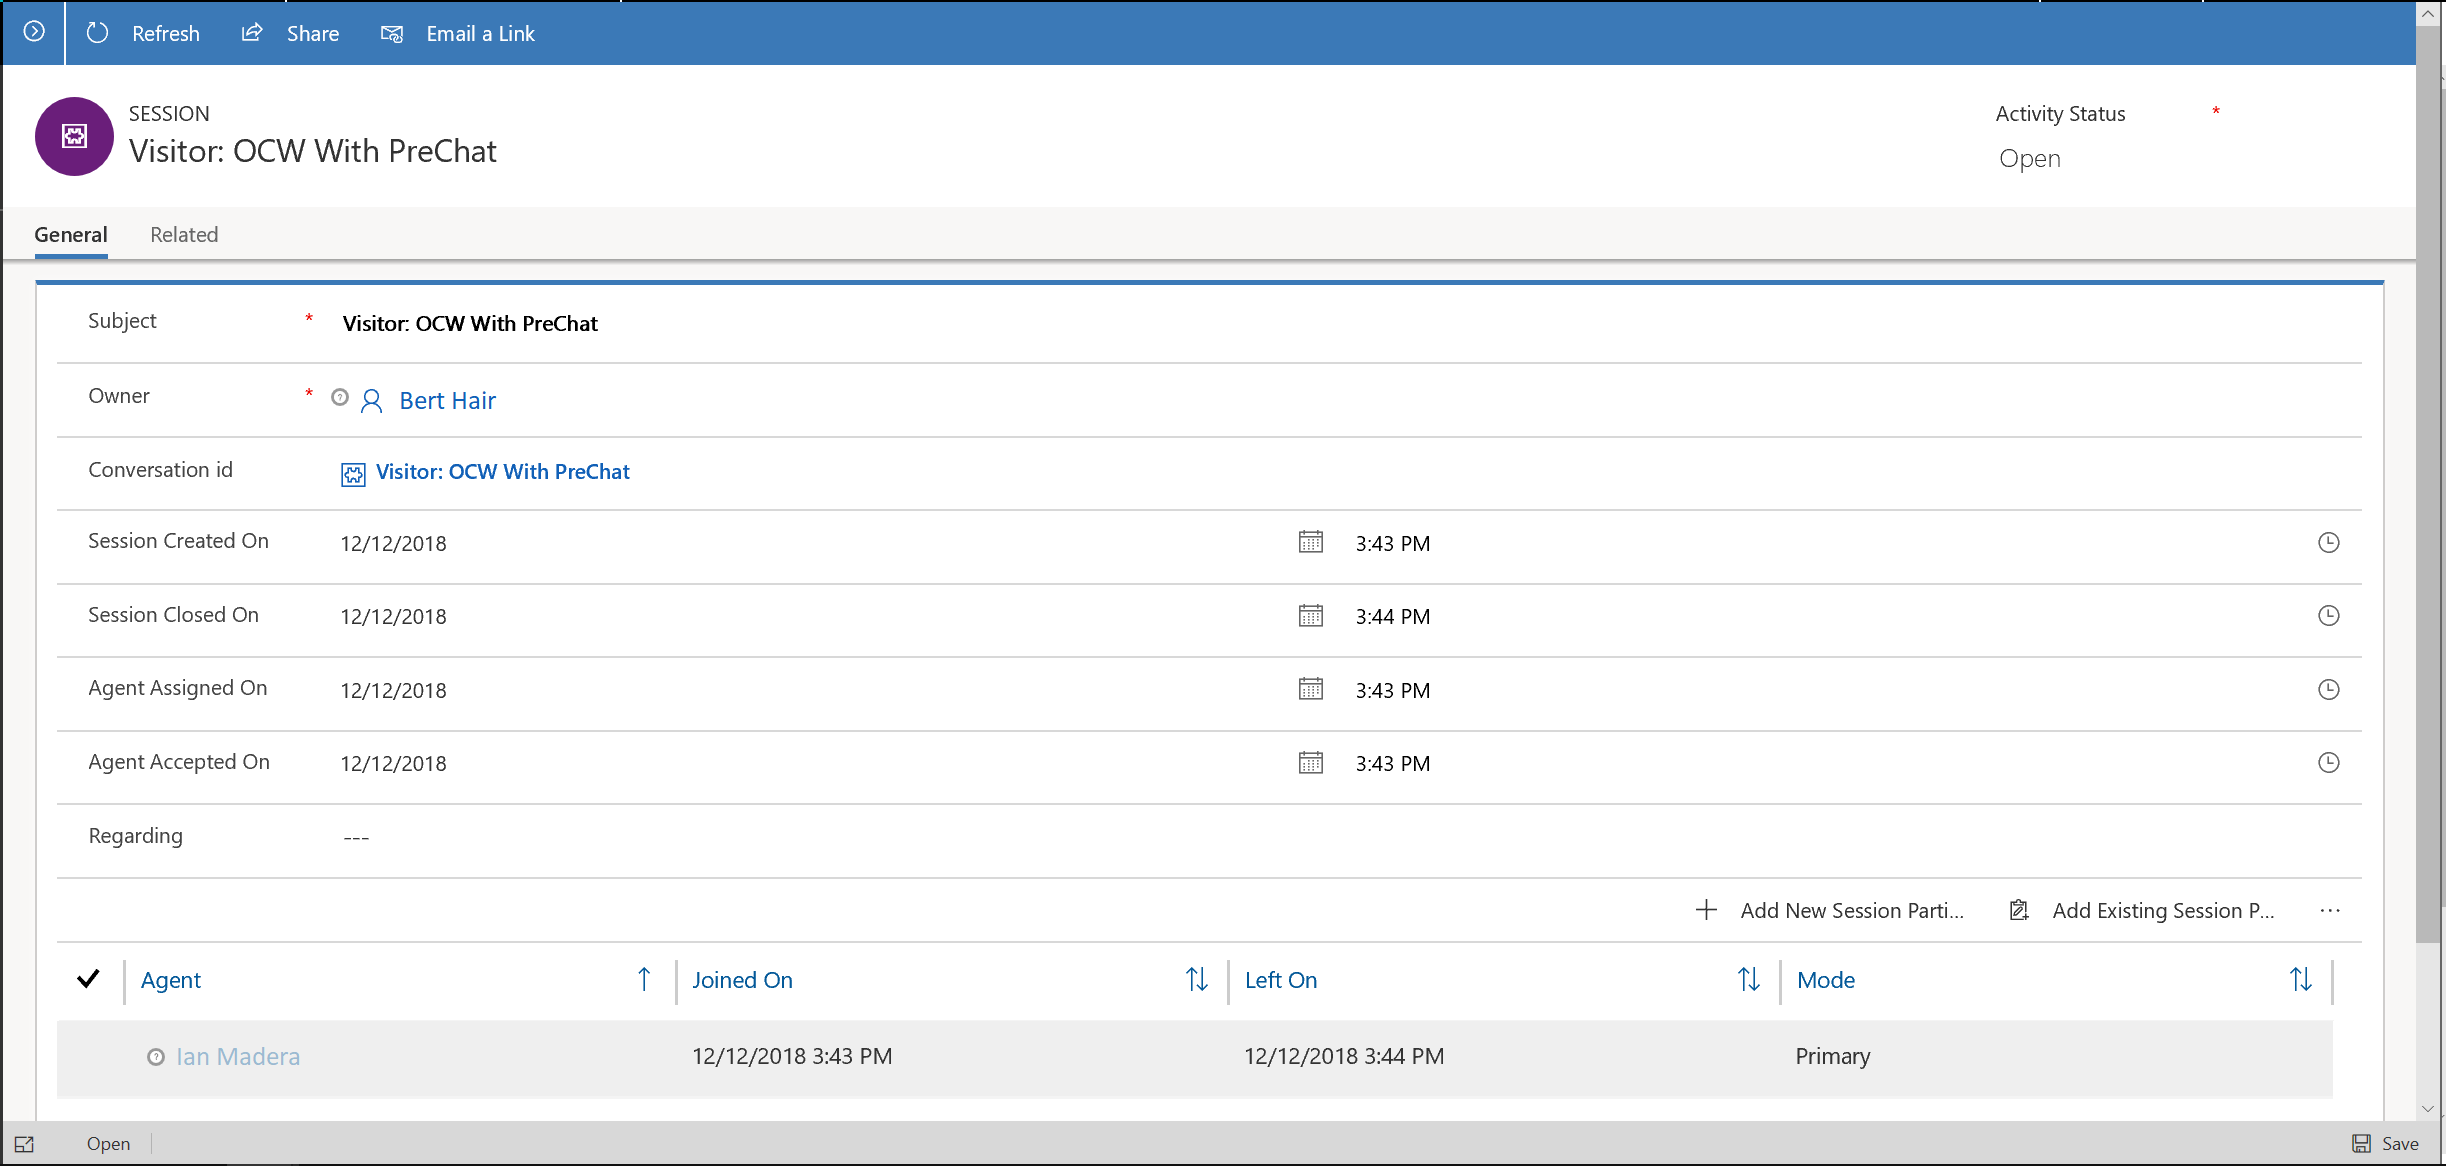 Refresh Share Email a Link
SESSION
Visitor: OCW With PreChat
Activity Status *
Open
General Related
Subject * Visitor: OCW With PreChat
Owner * Bert Hair
Conversation id Visitor: OCW With PreChat
Session Created On 12/12/2018 3:43 PM
Session Closed On 12/12/2018 3:44 PM
Agent Assigned On 12/12/2018 3:43 PM
Agent Accepted On 12/12/2018 3:43 PM
Regarding ---
Add New Session Parti... Add Existing Session P... ...
Agent Joined On Left On Mode
Ian Madera 12/12/2018 3:43 PM 12/12/2018 3:44 PM Primary
Open Save